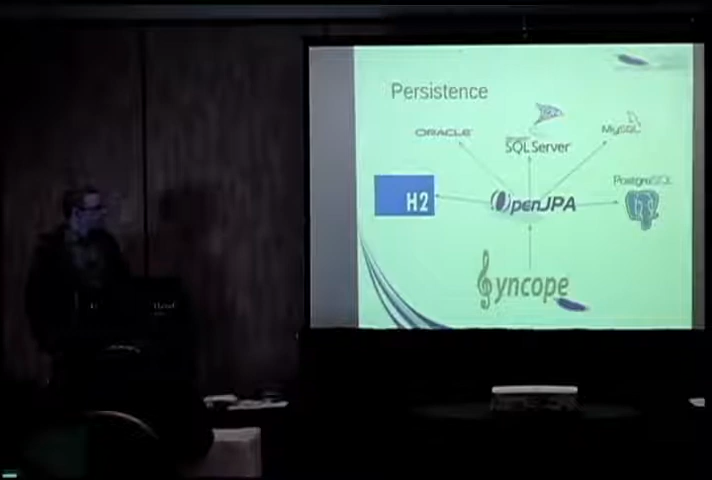 Persistence
ORACLE
SQL Server
MySQL
H2
OpenJPA
PostgreSQL
Syncope